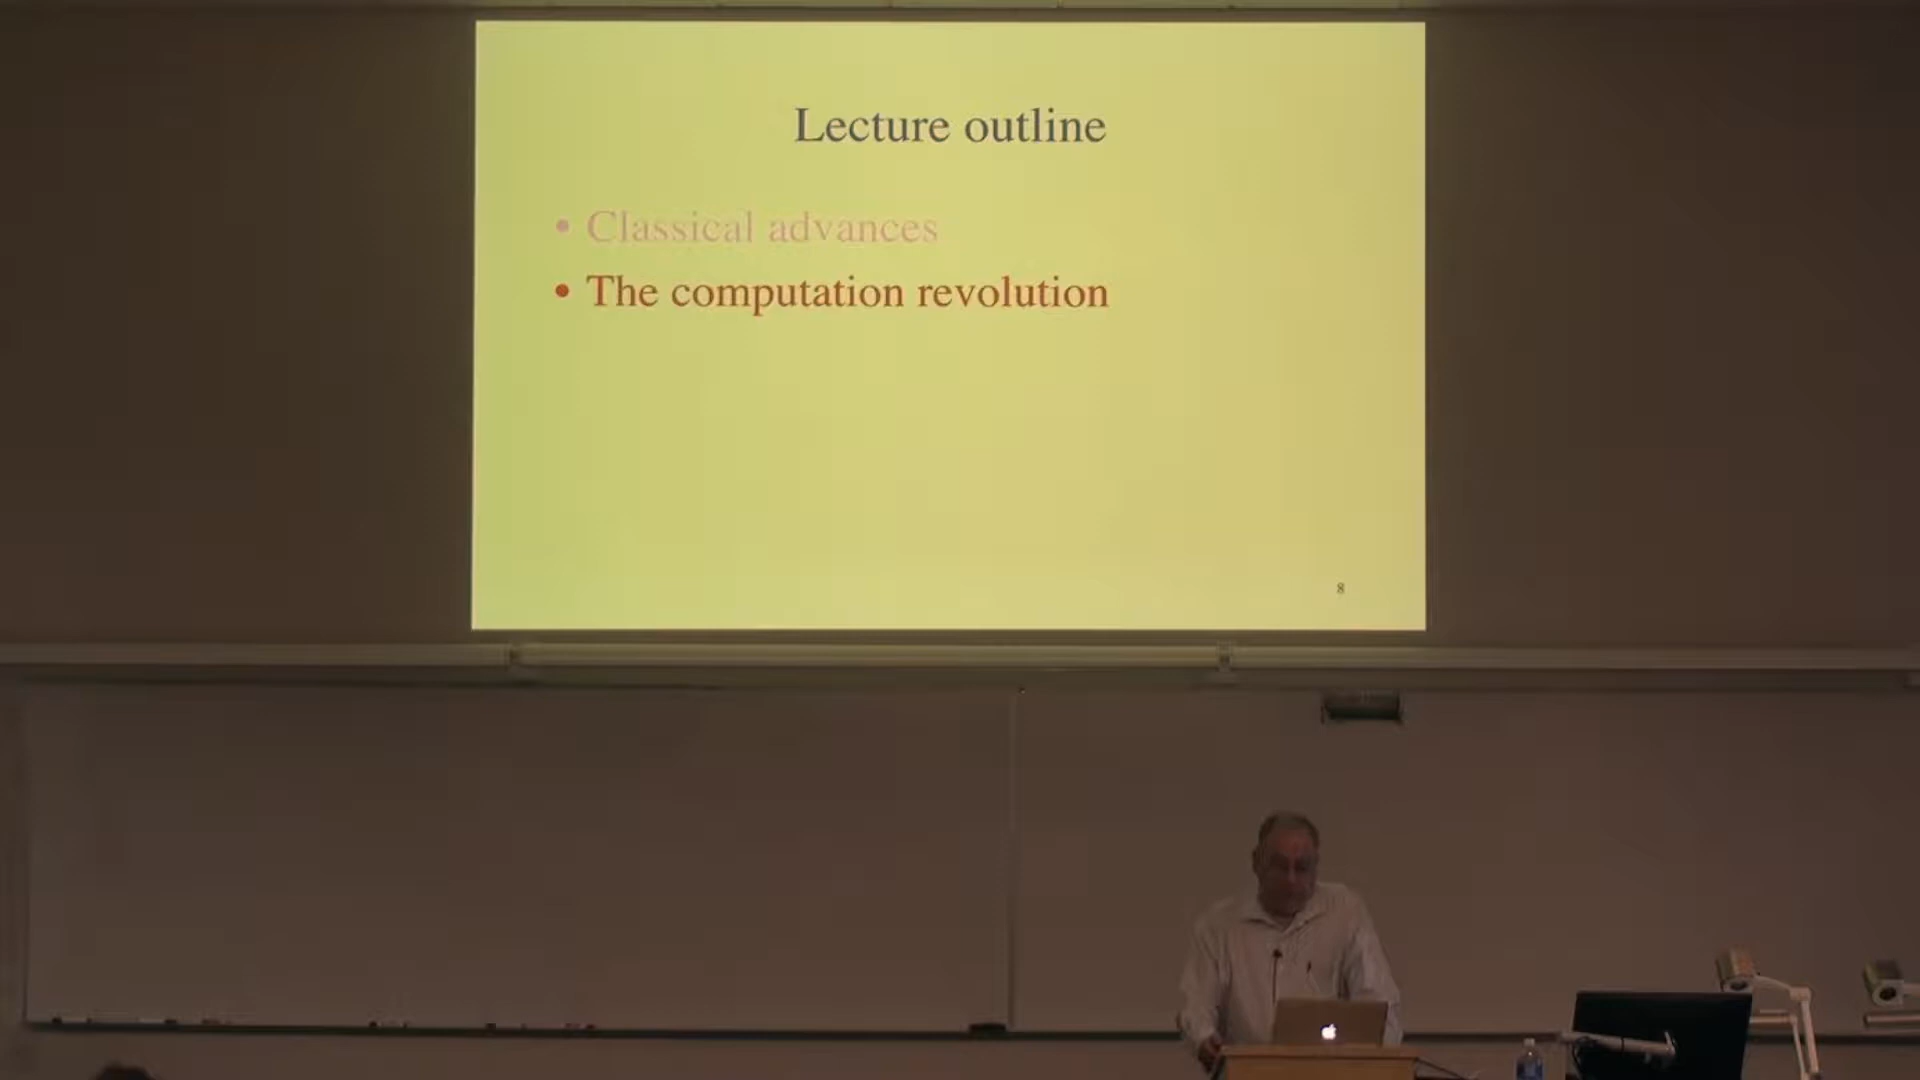 Lecture outline
• Classical advances
• The computation revolution
8